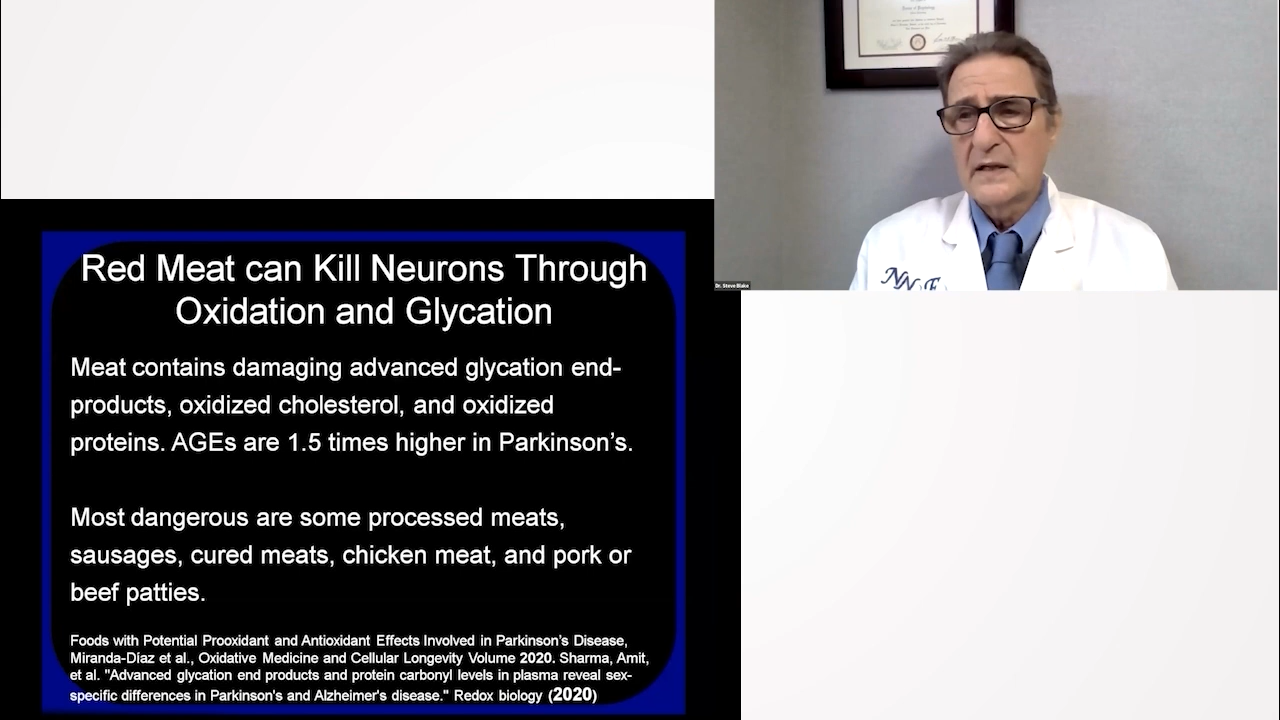 Red Meat can Kill Neurons Through
Oxidation and Glycation
Meat contains damaging advanced glycation end-
products, oxidized cholesterol, and oxidized
proteins. AGEs are 1.5 times higher in Parkinson’s.
Most dangerous are some processed meats,
sausages, cured meats, chicken meat, and pork or
beef patties.
Foods with Potential Prooxidant and Antioxidant Effects Involved in Parkinson’s Disease,
Miranda-Díaz et al., Oxidative Medicine and Cellular Longevity Volume 2020. Sharma, Amit,
et al. "Advanced glycation end products and protein carbonyl levels in plasma reveal sex-
specific differences in Parkinson's and Alzheimer's disease." Redox biology (2020)
Dr. Steve Blake
NNF